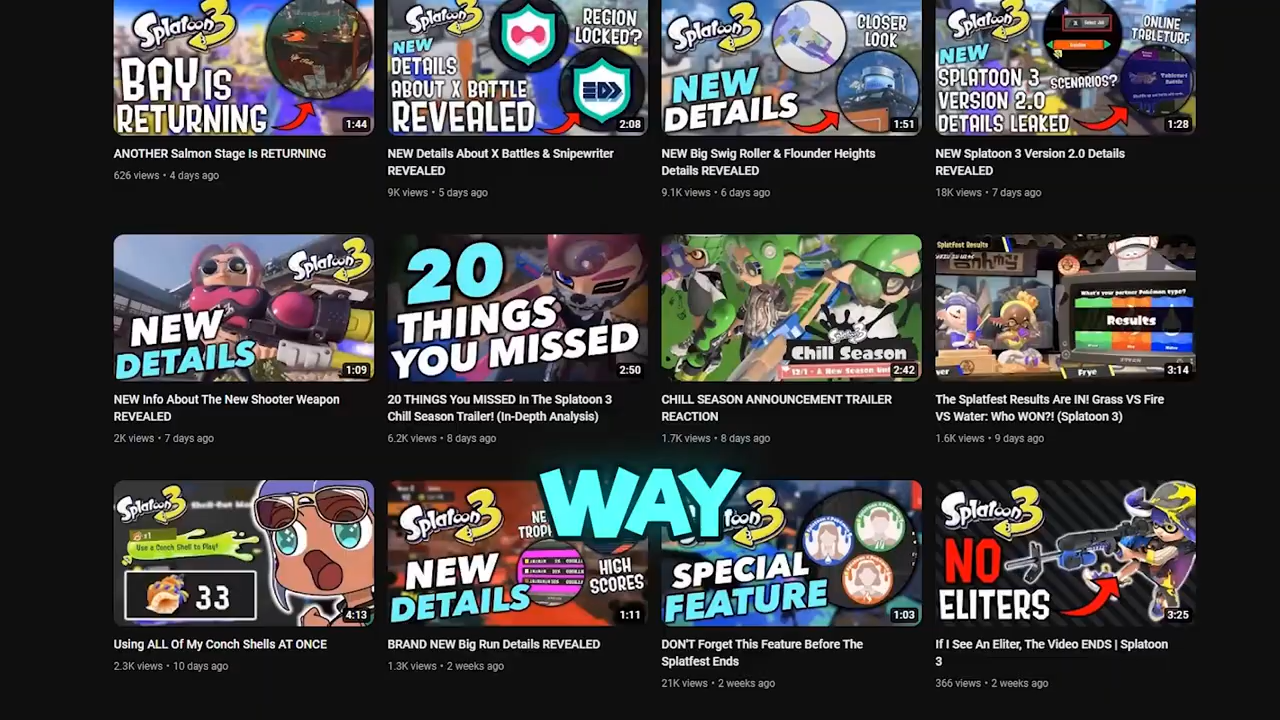 Splatoon 3
BAY IS
RETURNING
1:44
ANOTHER Salmon Stage Is RETURNING
626 views • 4 days ago
Splatoon 3
NEW
DETAILS
ABOUT X BATTLE
REVEALED
REGION
LOCKED?
2:08
NEW Details About X Battles & Snipewriter
REVEALED
9K views • 5 days ago
Splatoon 3
NEW
DETAILS
CLOSER
LOOK
1:51
NEW Big Swig Roller & Flounder Heights
Details REVEALED
9.1K views • 6 days ago
Splatoon 3
NEW
SPLATOON 3
VERSION 2.0
DETAILS LEAKED
SCENARIOS?
ONLINE
TABLETURF
1:28
NEW Splatoon 3 Version 2.0 Details
REVEALED
18K views • 7 days ago
Splatoon 3
NEW
DETAILS
1:09
NEW Info About The New Shooter Weapon
REVEALED
2K views • 7 days ago
20
THINGS
YOU MISSED
2:50
20 THINGS You MISSED In The Splatoon 3
Chill Season Trailer! (In-Depth Analysis)
6.2K views • 8 days ago
Splatoon 3
Chill Season
2:42
CHILL SEASON ANNOUNCEMENT TRAILER
REACTION
1.7K views • 8 days ago
Splatfest Results
What's your partner Pokémon type?
Results
Frye
3:14
The Splatfest Results Are IN! Grass VS Fire
VS Water: Who WON?! (Splatoon 3)
1.6K views • 9 days ago
WAY
Splatoon 3
Use a Conch Shell to Play!
33
4:13
Using ALL Of My Conch Shells AT ONCE
2.3K views • 10 days ago
Splatoon 3
NEW
DETAILS
HIGH
SCORES
1:11
BRAND NEW Big Run Details REVEALED
1.3K views • 2 weeks ago
SPECIAL
FEATURE
1:03
DON'T Forget This Feature Before The
Splatfest Ends
21K views • 2 weeks ago
Splatoon 3
NO
ELITERS
3:25
If I See An Eliter, The Video ENDS | Splatoon
3
366 views • 2 weeks ago